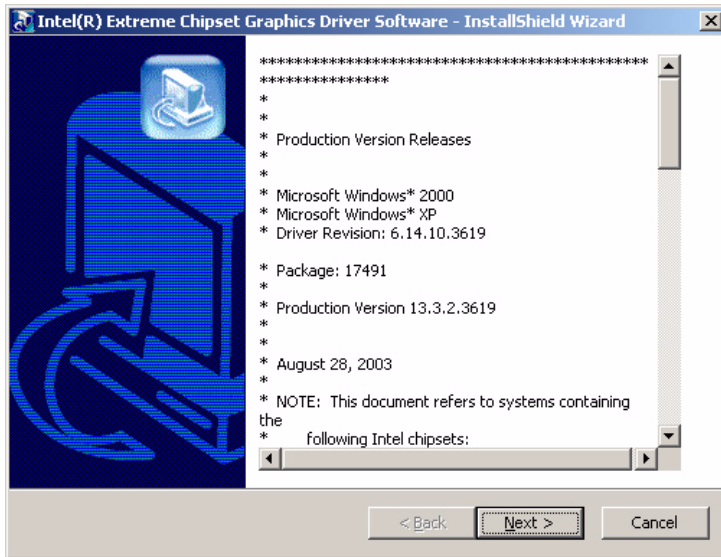 Intel(R) Extreme Chipset Graphics Driver Software - InstallShield Wizard
***********************************************
***************
*
*
* Production Version Releases
*
*
* Microsoft Windows* 2000
* Microsoft Windows* XP
* Driver Revision: 6.14.10.3619

* Package: 17491
*
* Production Version 13.3.2.3619
*
*
* August 28, 2003
*
* NOTE: This document refers to systems containing
the
* following Intel chipsets:
< Back
Next >
Cancel